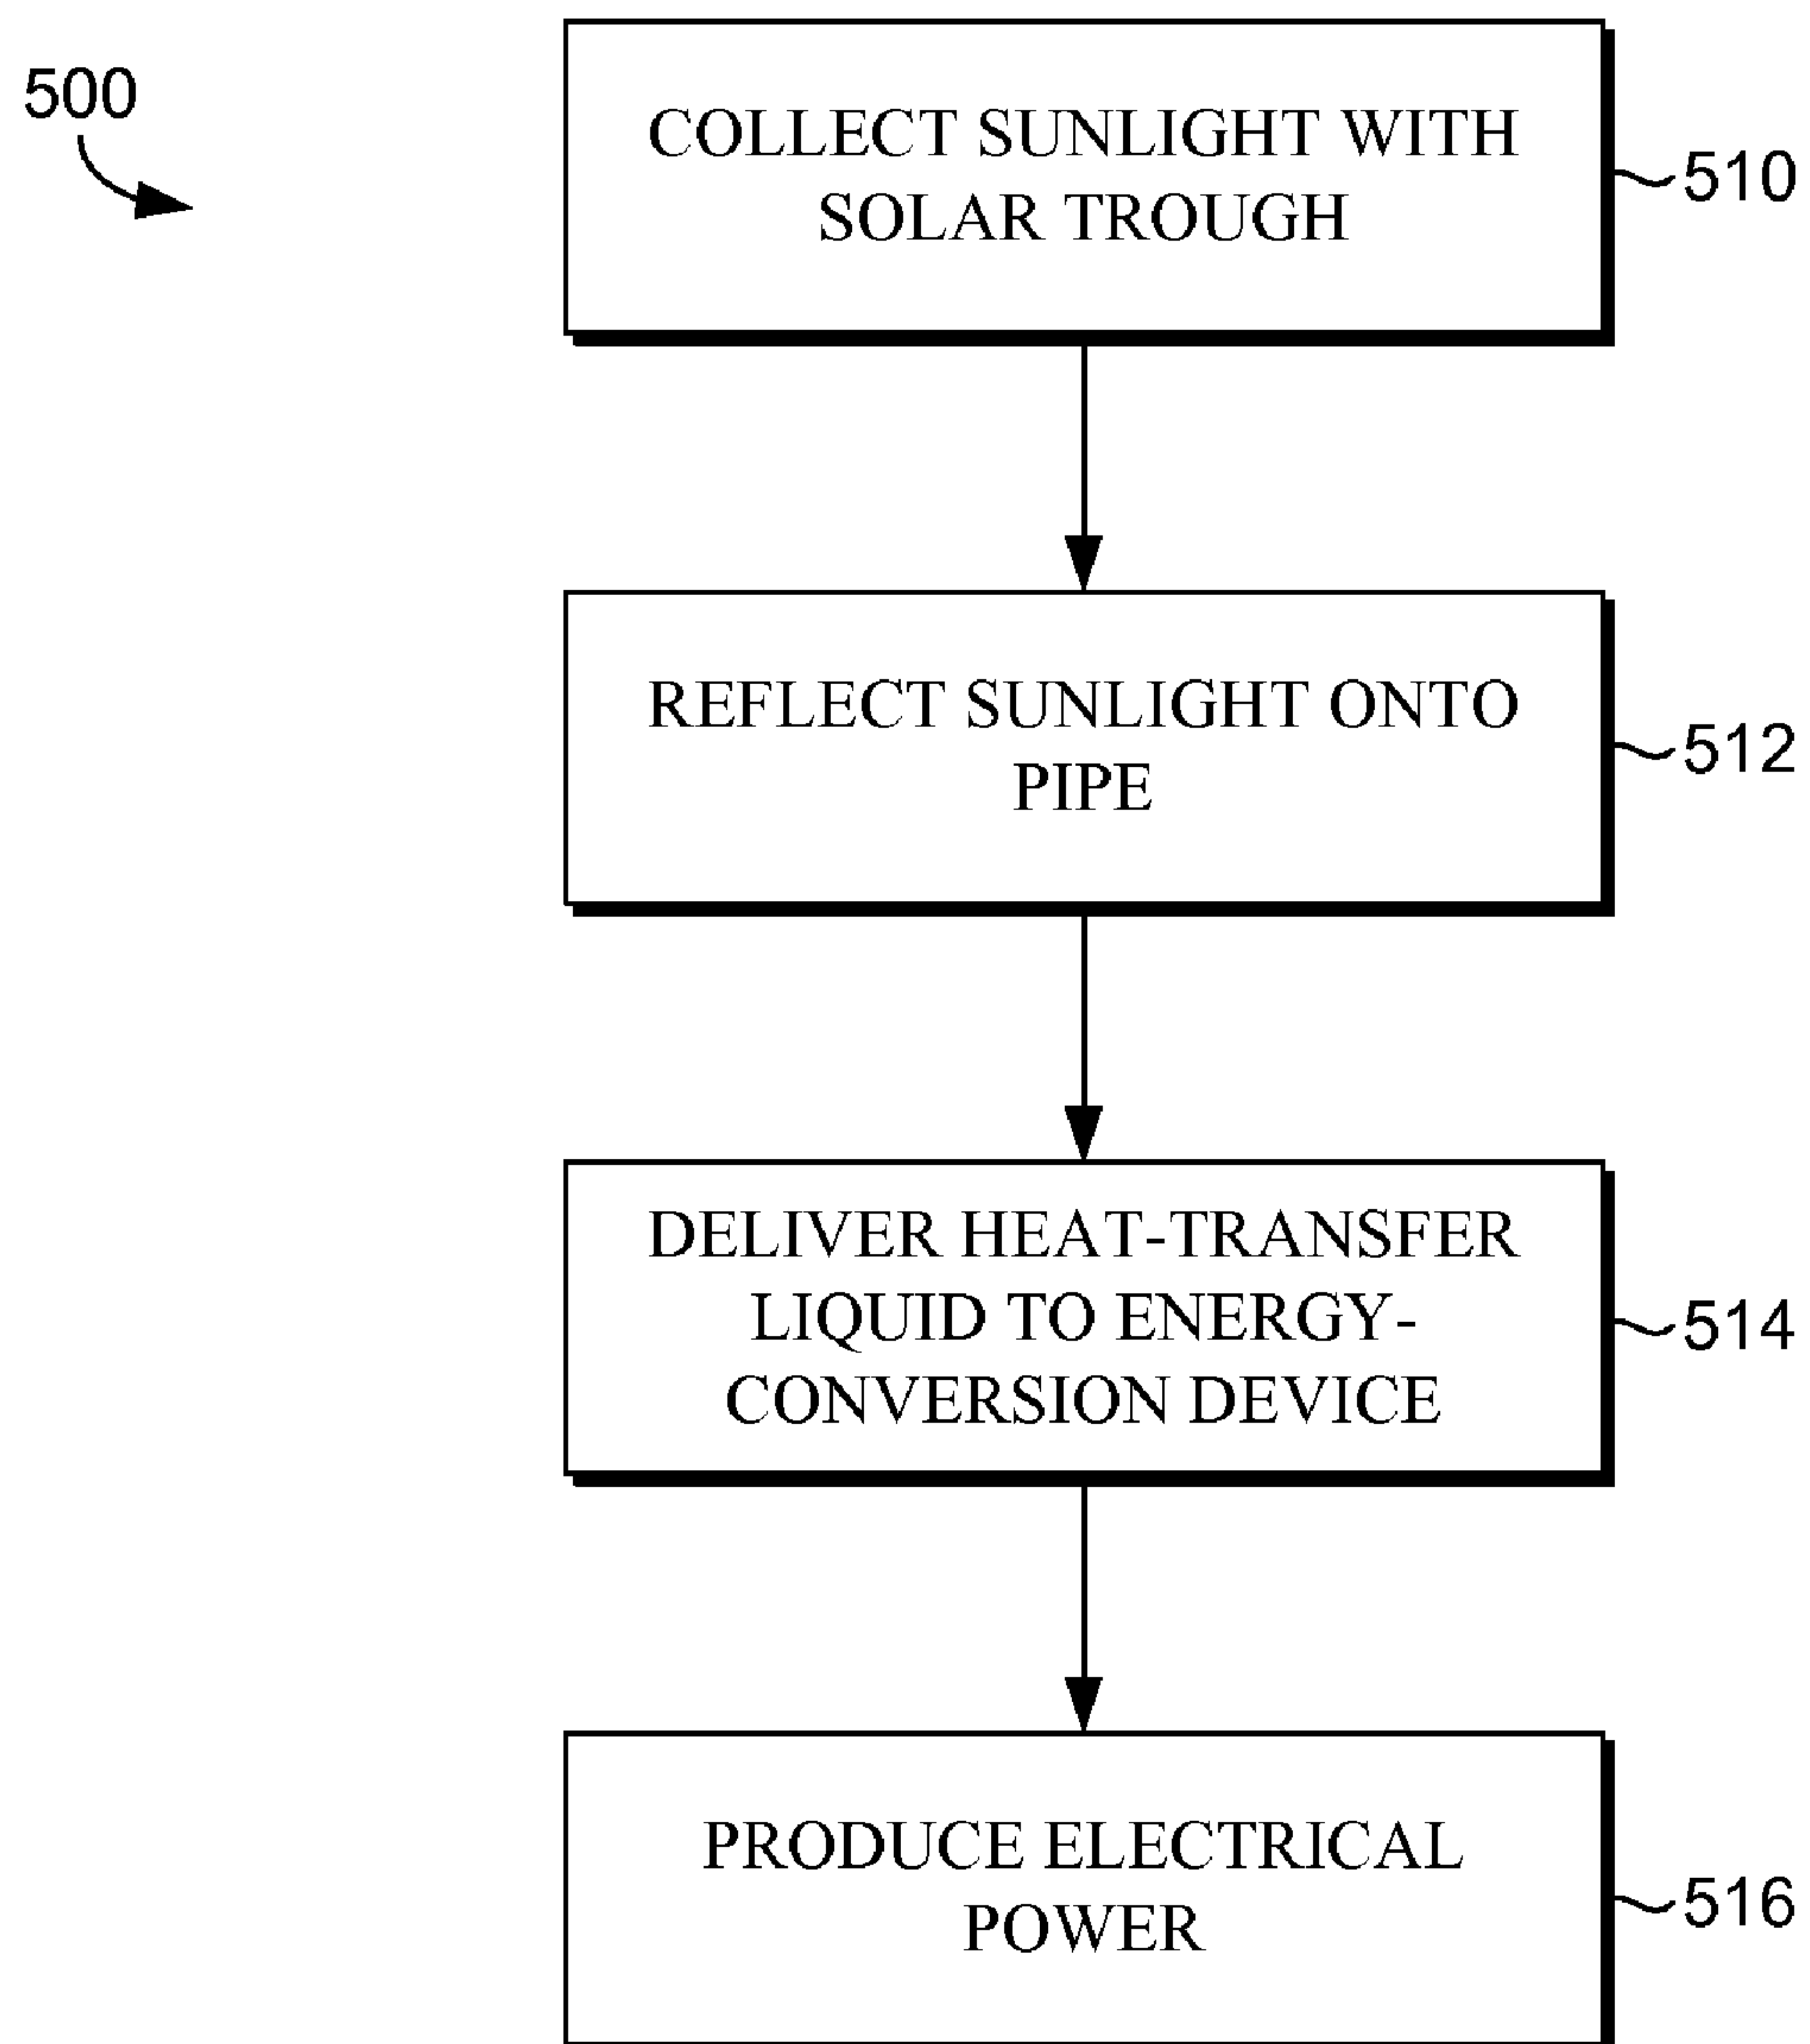 500
COLLECT SUNLIGHT WITH
SOLAR TROUGH
510
REFLECT SUNLIGHT ONTO
PIPE
512
DELIVER HEAT-TRANSFER
LIQUID TO ENERGY-
CONVERSION DEVICE
514
PRODUCE ELECTRICAL
POWER
516